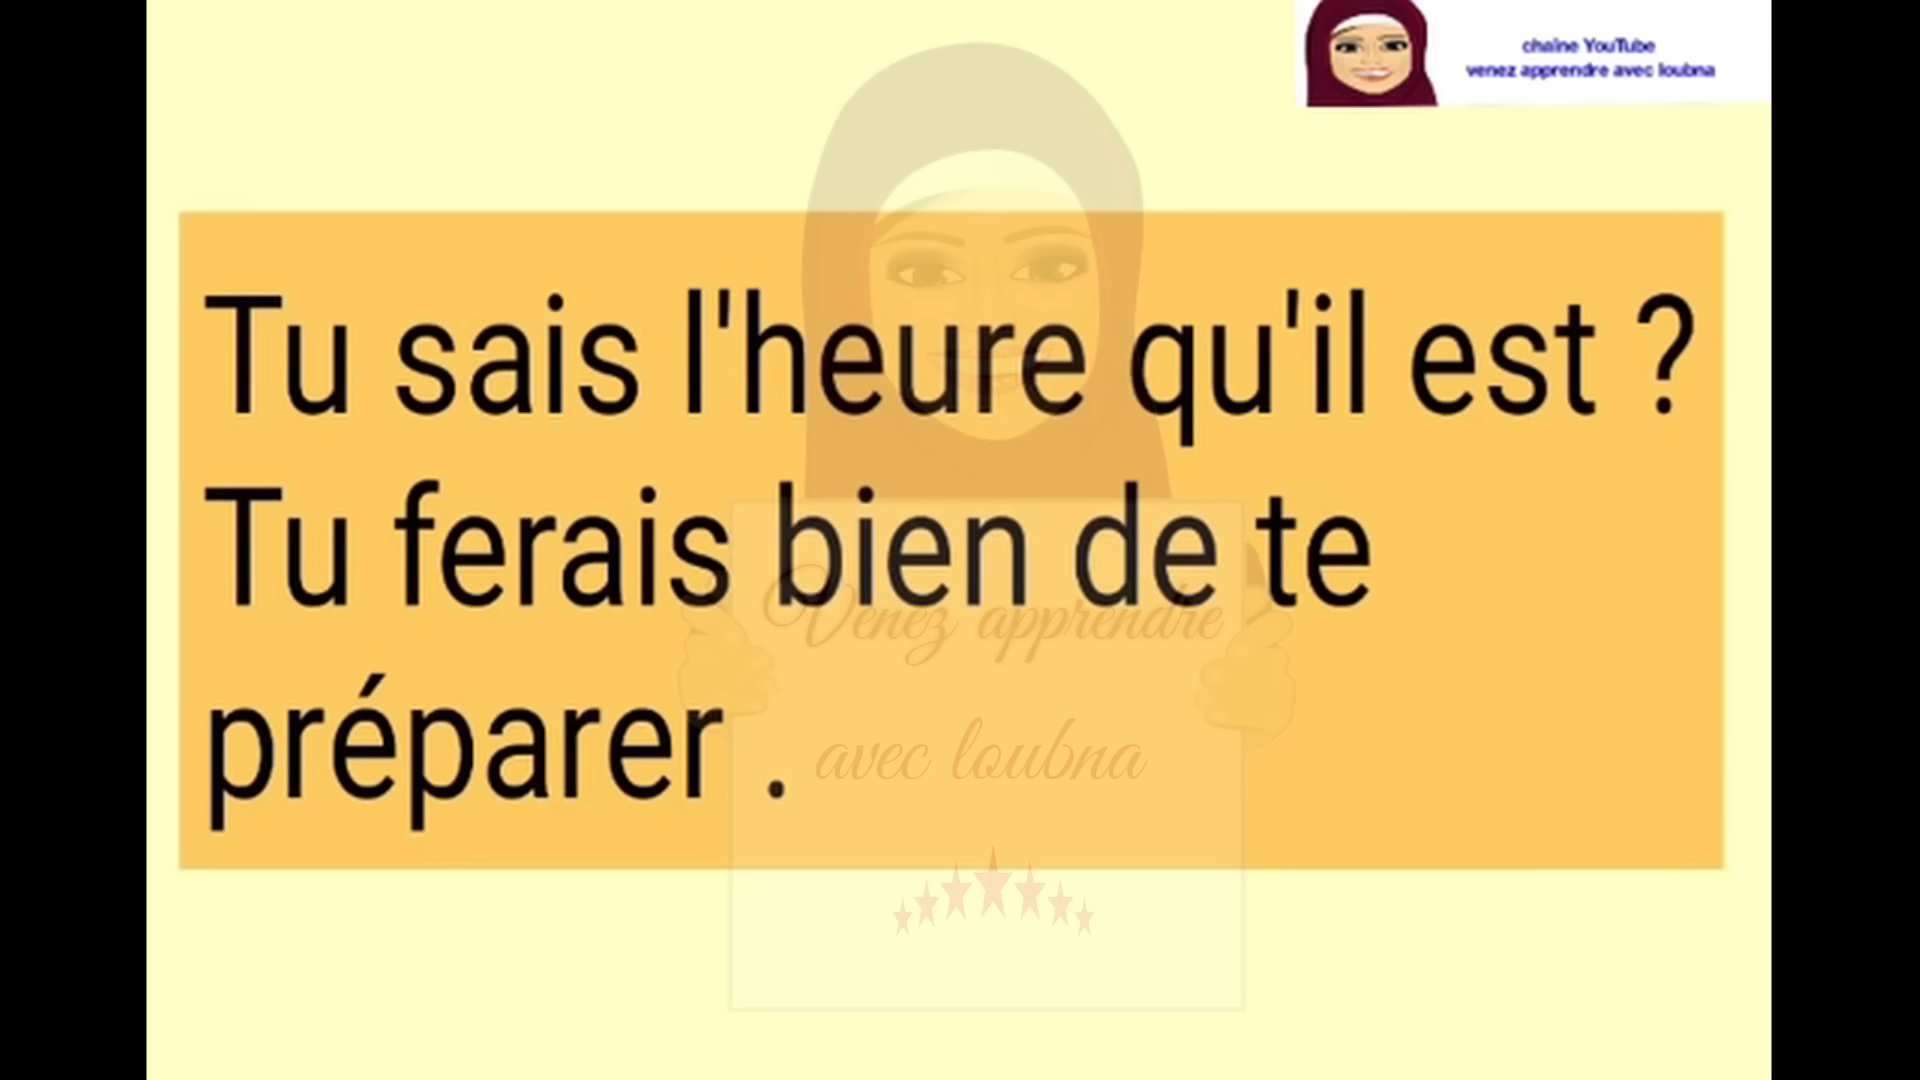 chaîne YouTube
venez apprendre avec loubna
Tu sais l'heure qu'il est ?
Tu ferais bien de te
préparer .
Venez apprendre
avec loubna